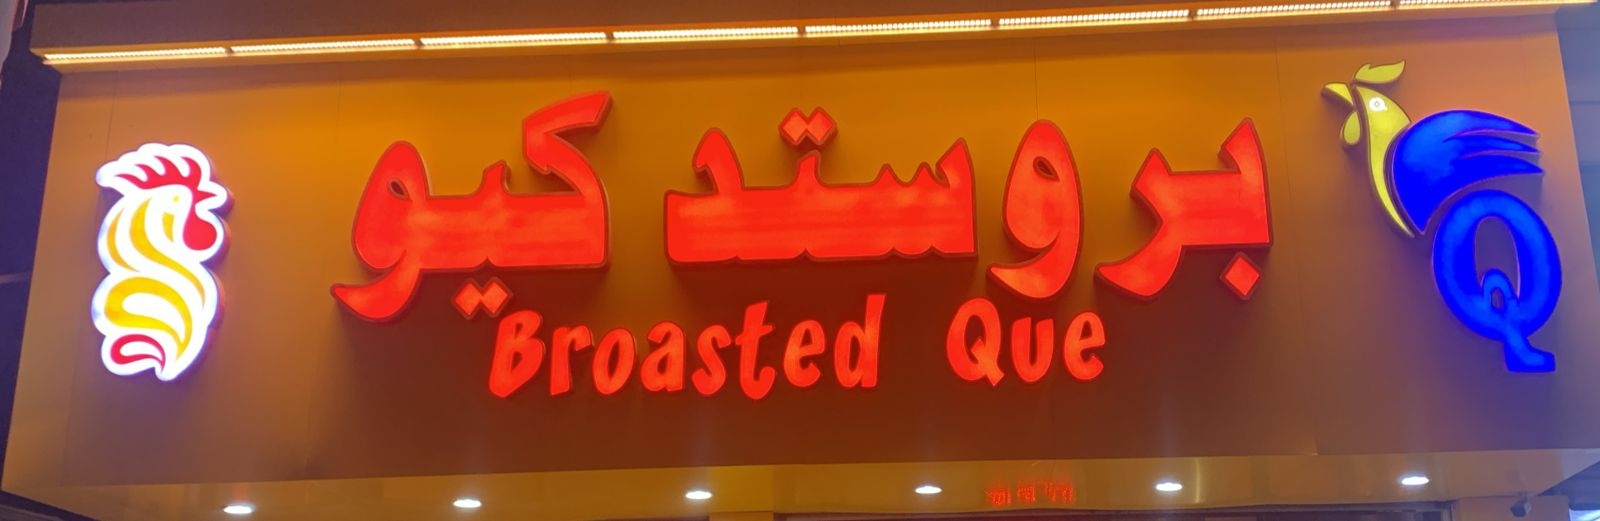 بروستد كيو
Broasted Que
Q